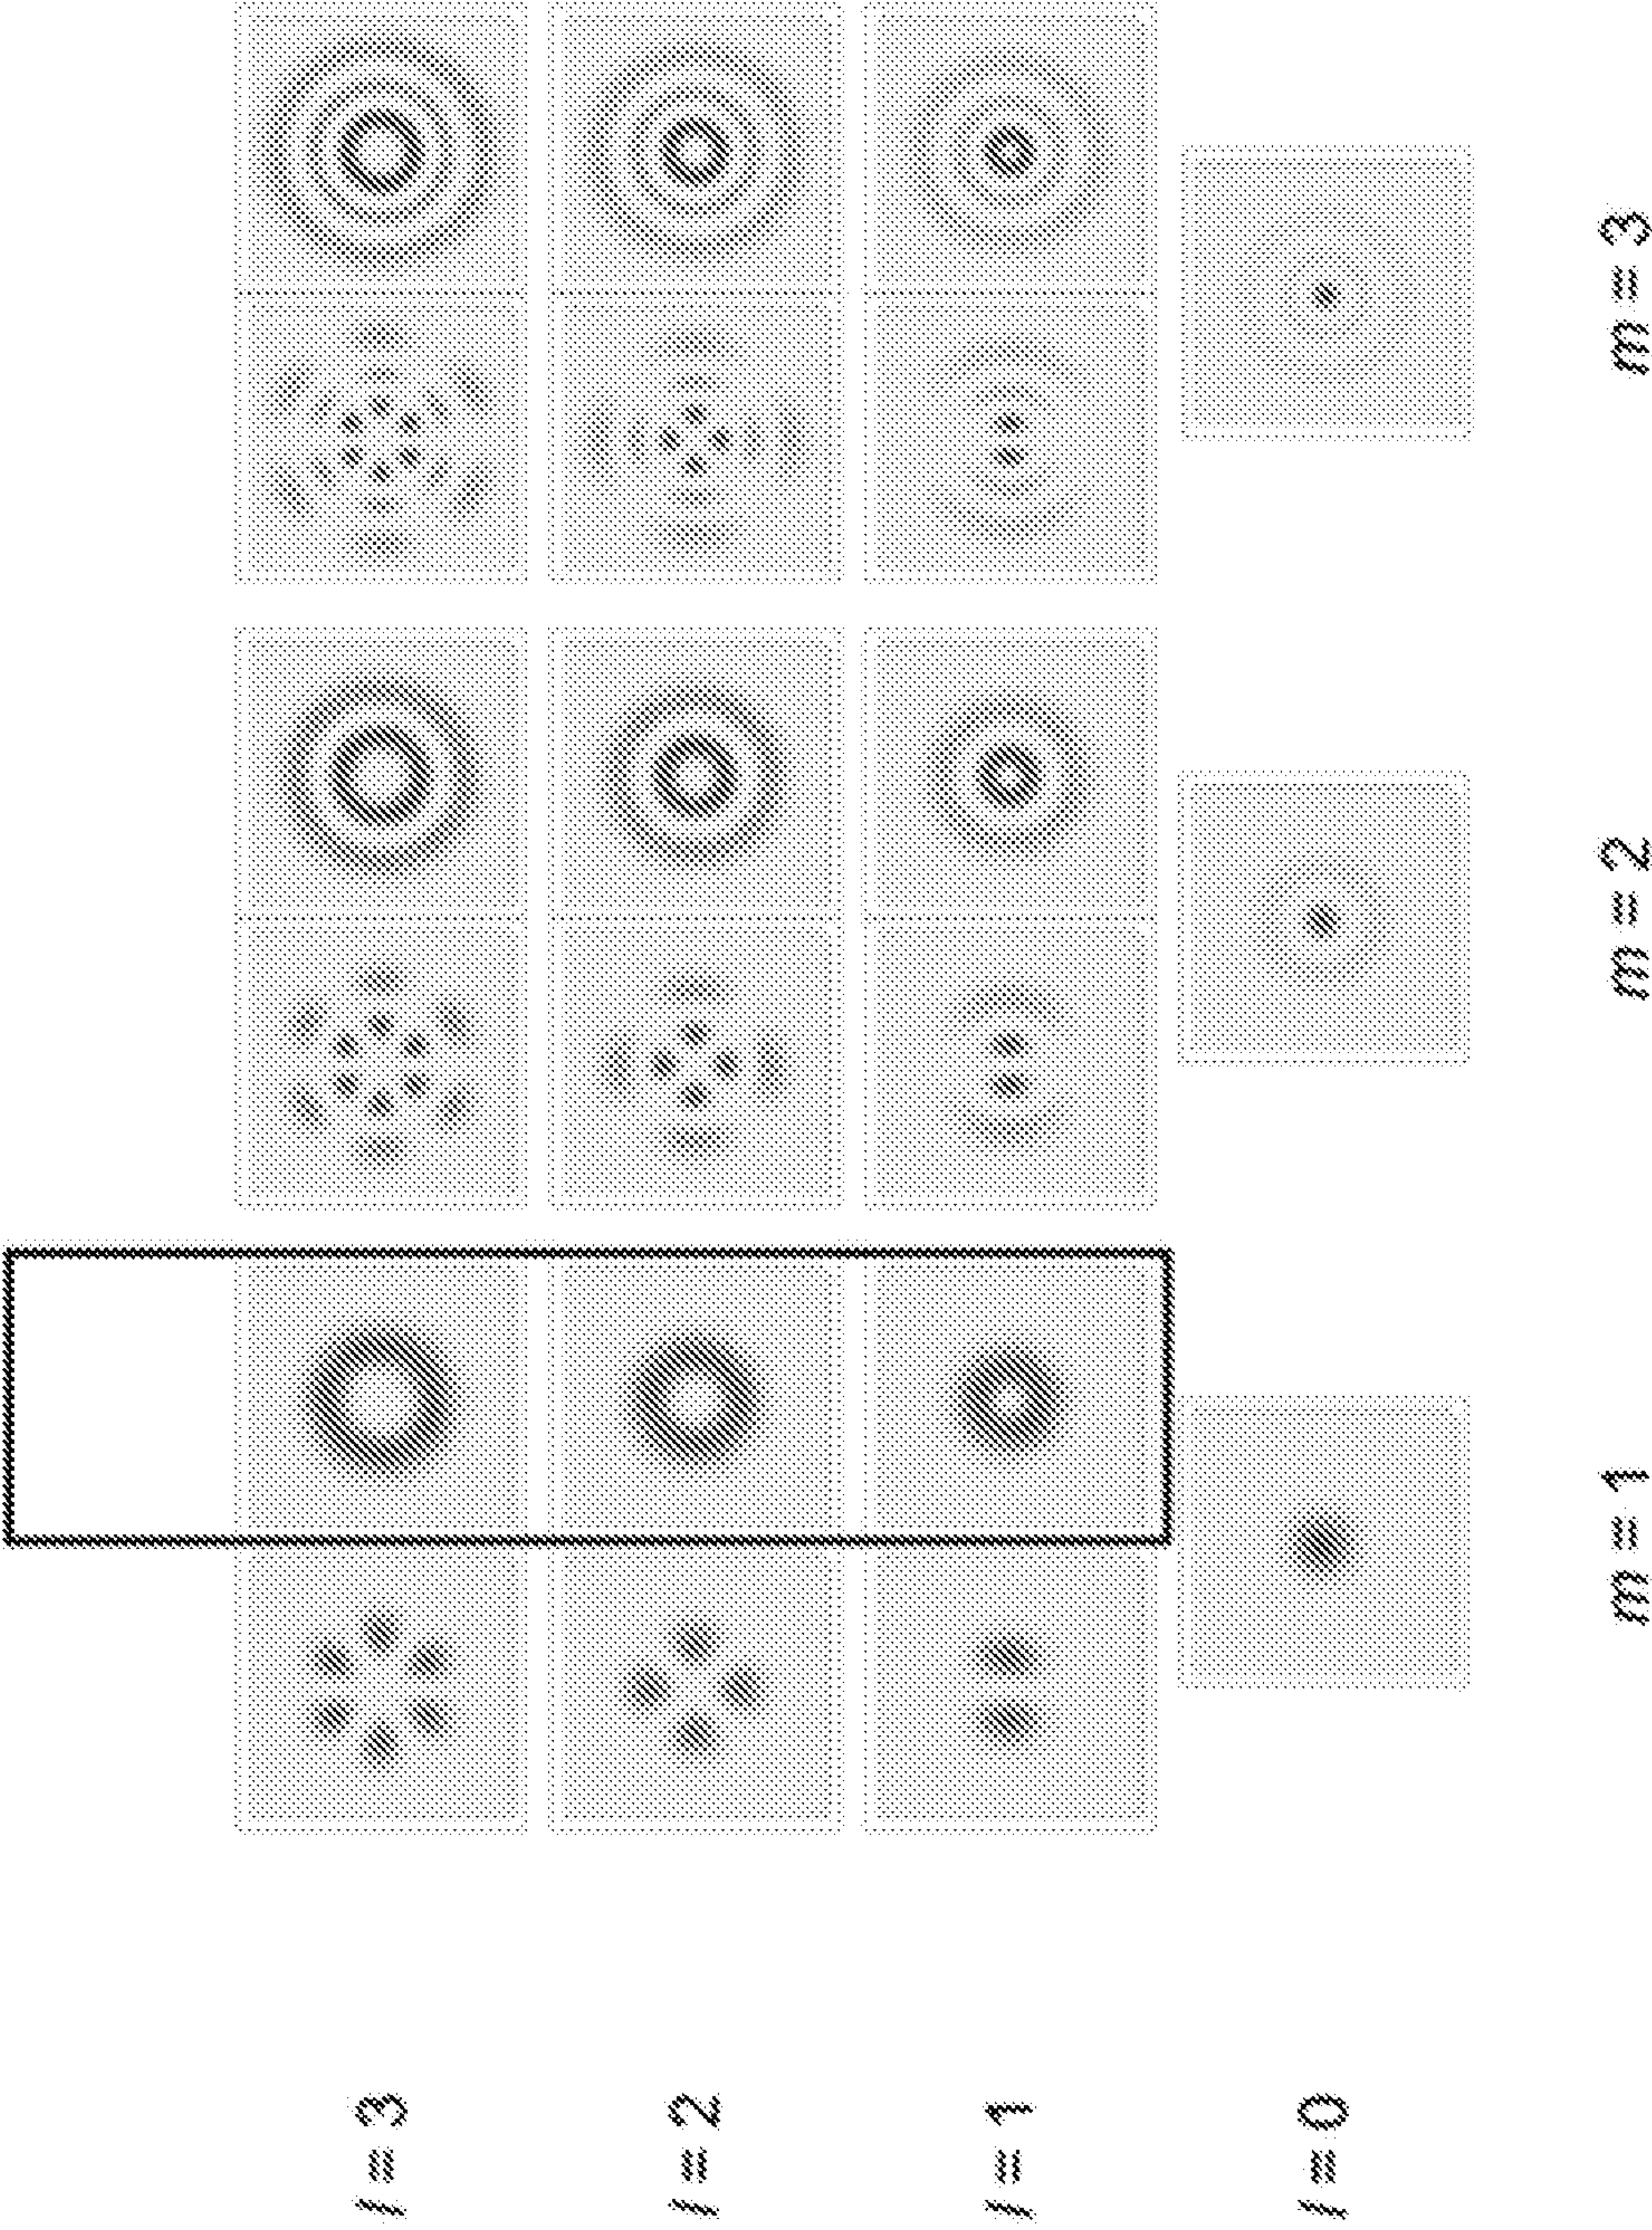 l = 3
l = 2
l = 1
l = 0
m = 1
m = 2
m = 3